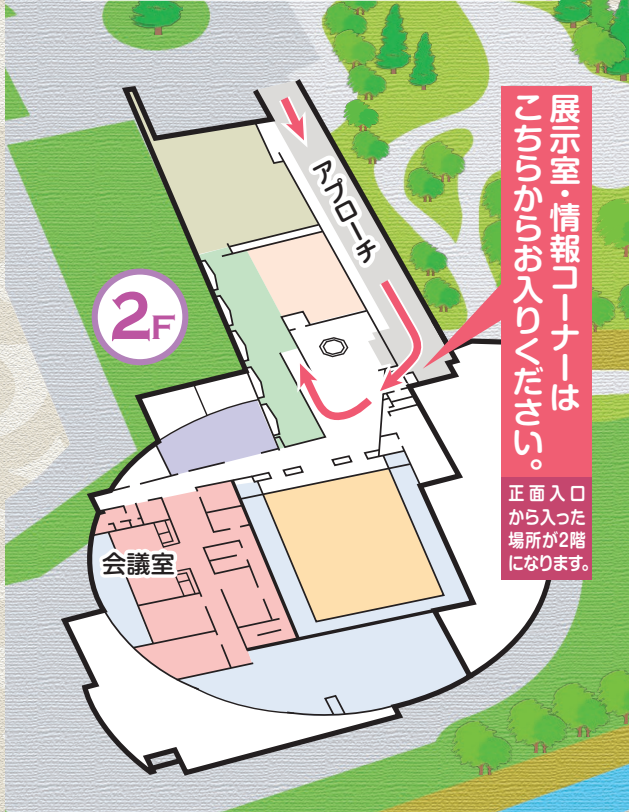 展示室・情報コーナーは
こちらからお入りください。
正面入口
から入った
場所が2階
になります。
アプローチ
2F
会議室